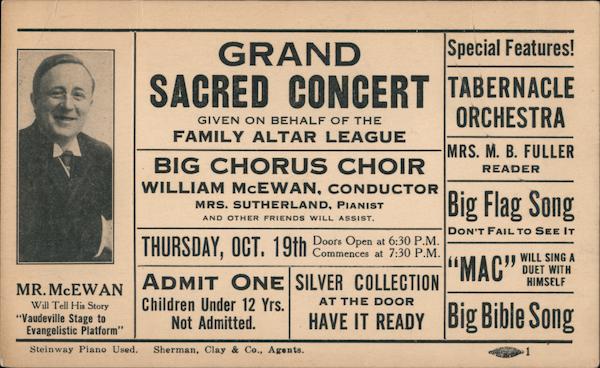 GRAND
SACRED CONCERT
GIVEN ON BEHALF OF THE
FAMILY ALTAR LEAGUE
BIG CHORUS CHOIR
WILLIAM McEWAN, CONDUCTOR
MRS. SUTHERLAND, PIANIST
AND OTHER FRIENDS WILL ASSIST.
THURSDAY, OCT. 19th
Doors Open at 6:30 P.M.
Commences at 7:30 P.M.
ADMIT ONE
Children Under 12 Yrs.
Not Admitted.
SILVER COLLECTION
AT THE DOOR
HAVE IT READY
MR. McEWAN
Will Tell His Story
"Vaudeville Stage to
Evangelistic Platform"
Special Features!
TABERNACLE
ORCHESTRA
MRS. M. B. FULLER
READER
Big Flag Song
DON'T FAIL TO SEE IT
"MAC" WILL SING A
DUET WITH
HIMSELF
Big Bible Song
Steinway Piano Used. Sherman, Clay & Co., Agents.
1